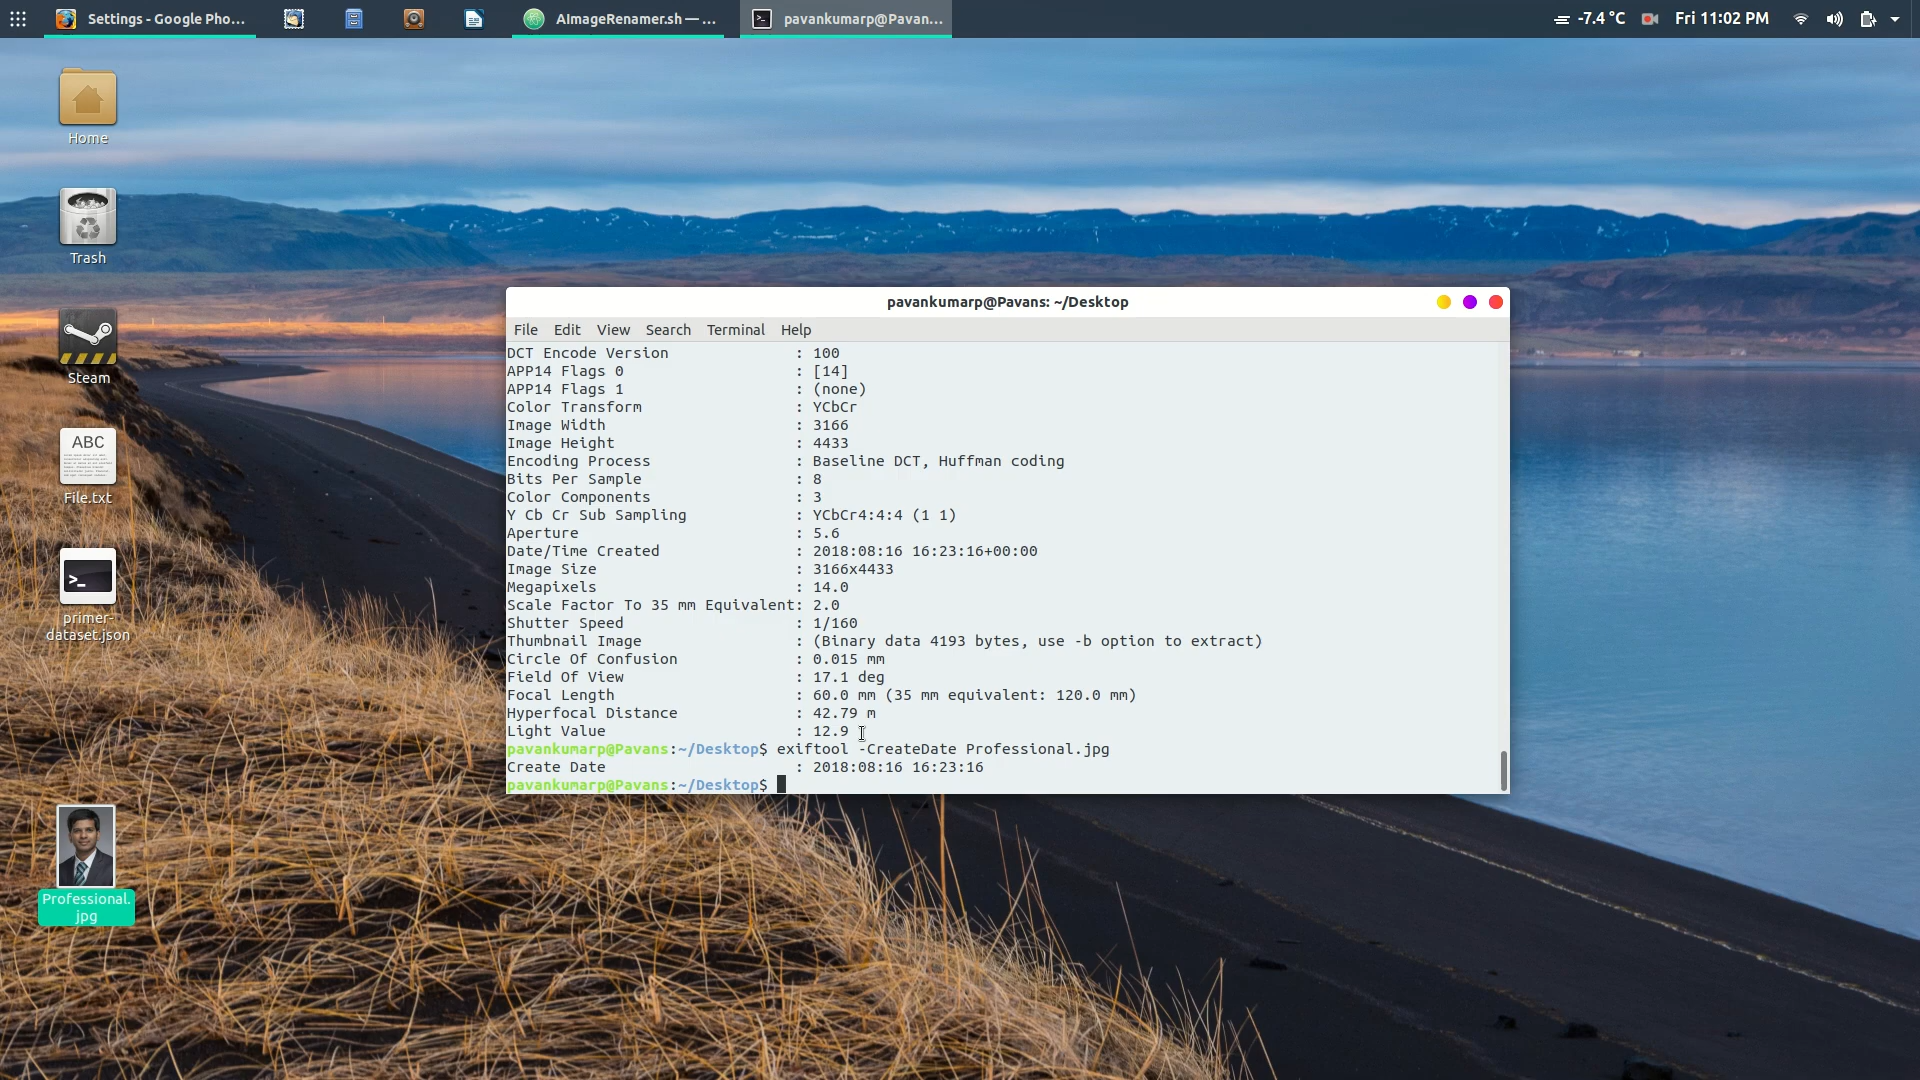 Settings - Google Pho...
AImageRenamer.sh — ...
pavankumarp@Pavan...
-7.4 °C
Fri 11:02 PM
Home
Trash
Steam
ABC
File.txt
>_
primer-
dataset.json
Professional.
jpg
pavankumarp@Pavans: ~/Desktop
File Edit View Search Terminal Help
DCT Encode Version : 100
APP14 Flags 0 : [14]
APP14 Flags 1 : (none)
Color Transform : YCbCr
Image Width : 3166
Image Height : 4433
Encoding Process : Baseline DCT, Huffman coding
Bits Per Sample : 8
Color Components : 3
Y Cb Cr Sub Sampling : YCbCr4:4:4 (1 1)
Aperture : 5.6
Date/Time Created : 2018:08:16 16:23:16+00:00
Image Size : 3166x4433
Megapixels : 14.0
Scale Factor To 35 mm Equivalent: 2.0
Shutter Speed : 1/160
Thumbnail Image : (Binary data 4193 bytes, use -b option to extract)
Circle Of Confusion : 0.015 mm
Field Of View : 17.1 deg
Focal Length : 60.0 mm (35 mm equivalent: 120.0 mm)
Hyperfocal Distance : 42.79 m
Light Value : 12.9
pavankumarp@Pavans:~/Desktop$ exiftool -CreateDate Professional.jpg
Create Date : 2018:08:16 16:23:16
pavankumarp@Pavans:~/Desktop$